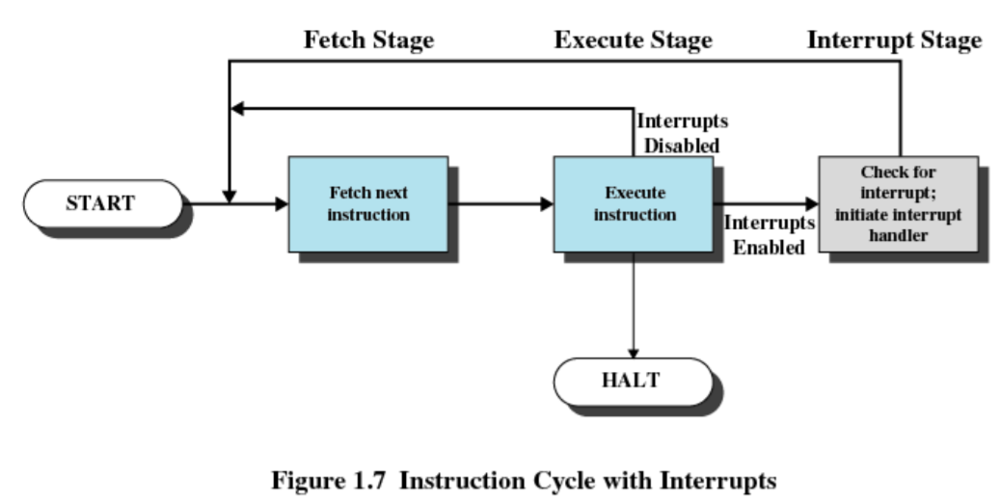 Fetch Stage
Execute Stage
Interrupt Stage
Interrupts
Disabled
START
Fetch next
instruction
Execute
instruction
Interrupts
Enabled
Check for
interrupt;
initiate interrupt
handler
HALT
Figure 1.7 Instruction Cycle with Interrupts